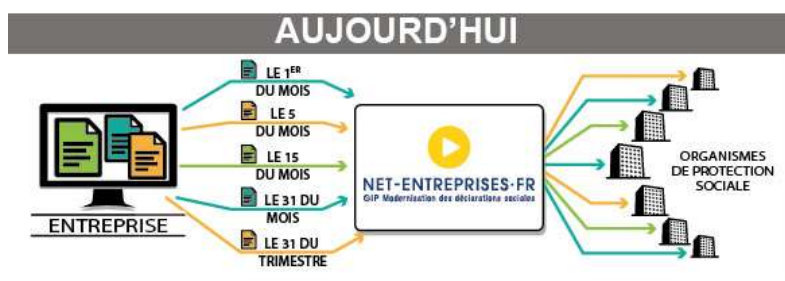 AUJOURD'HUI
LE 1ER
DU MOIS
LE 5
DU MOIS
LE 15
DU MOIS
LE 31 DU
MOIS
LE 31 DU
TRIMESTRE
ENTREPRISE
NET-ENTREPRISES·FR
GIP Modernisation des déclarations sociales
ORGANISMES
DE PROTECTION
SOCIALE